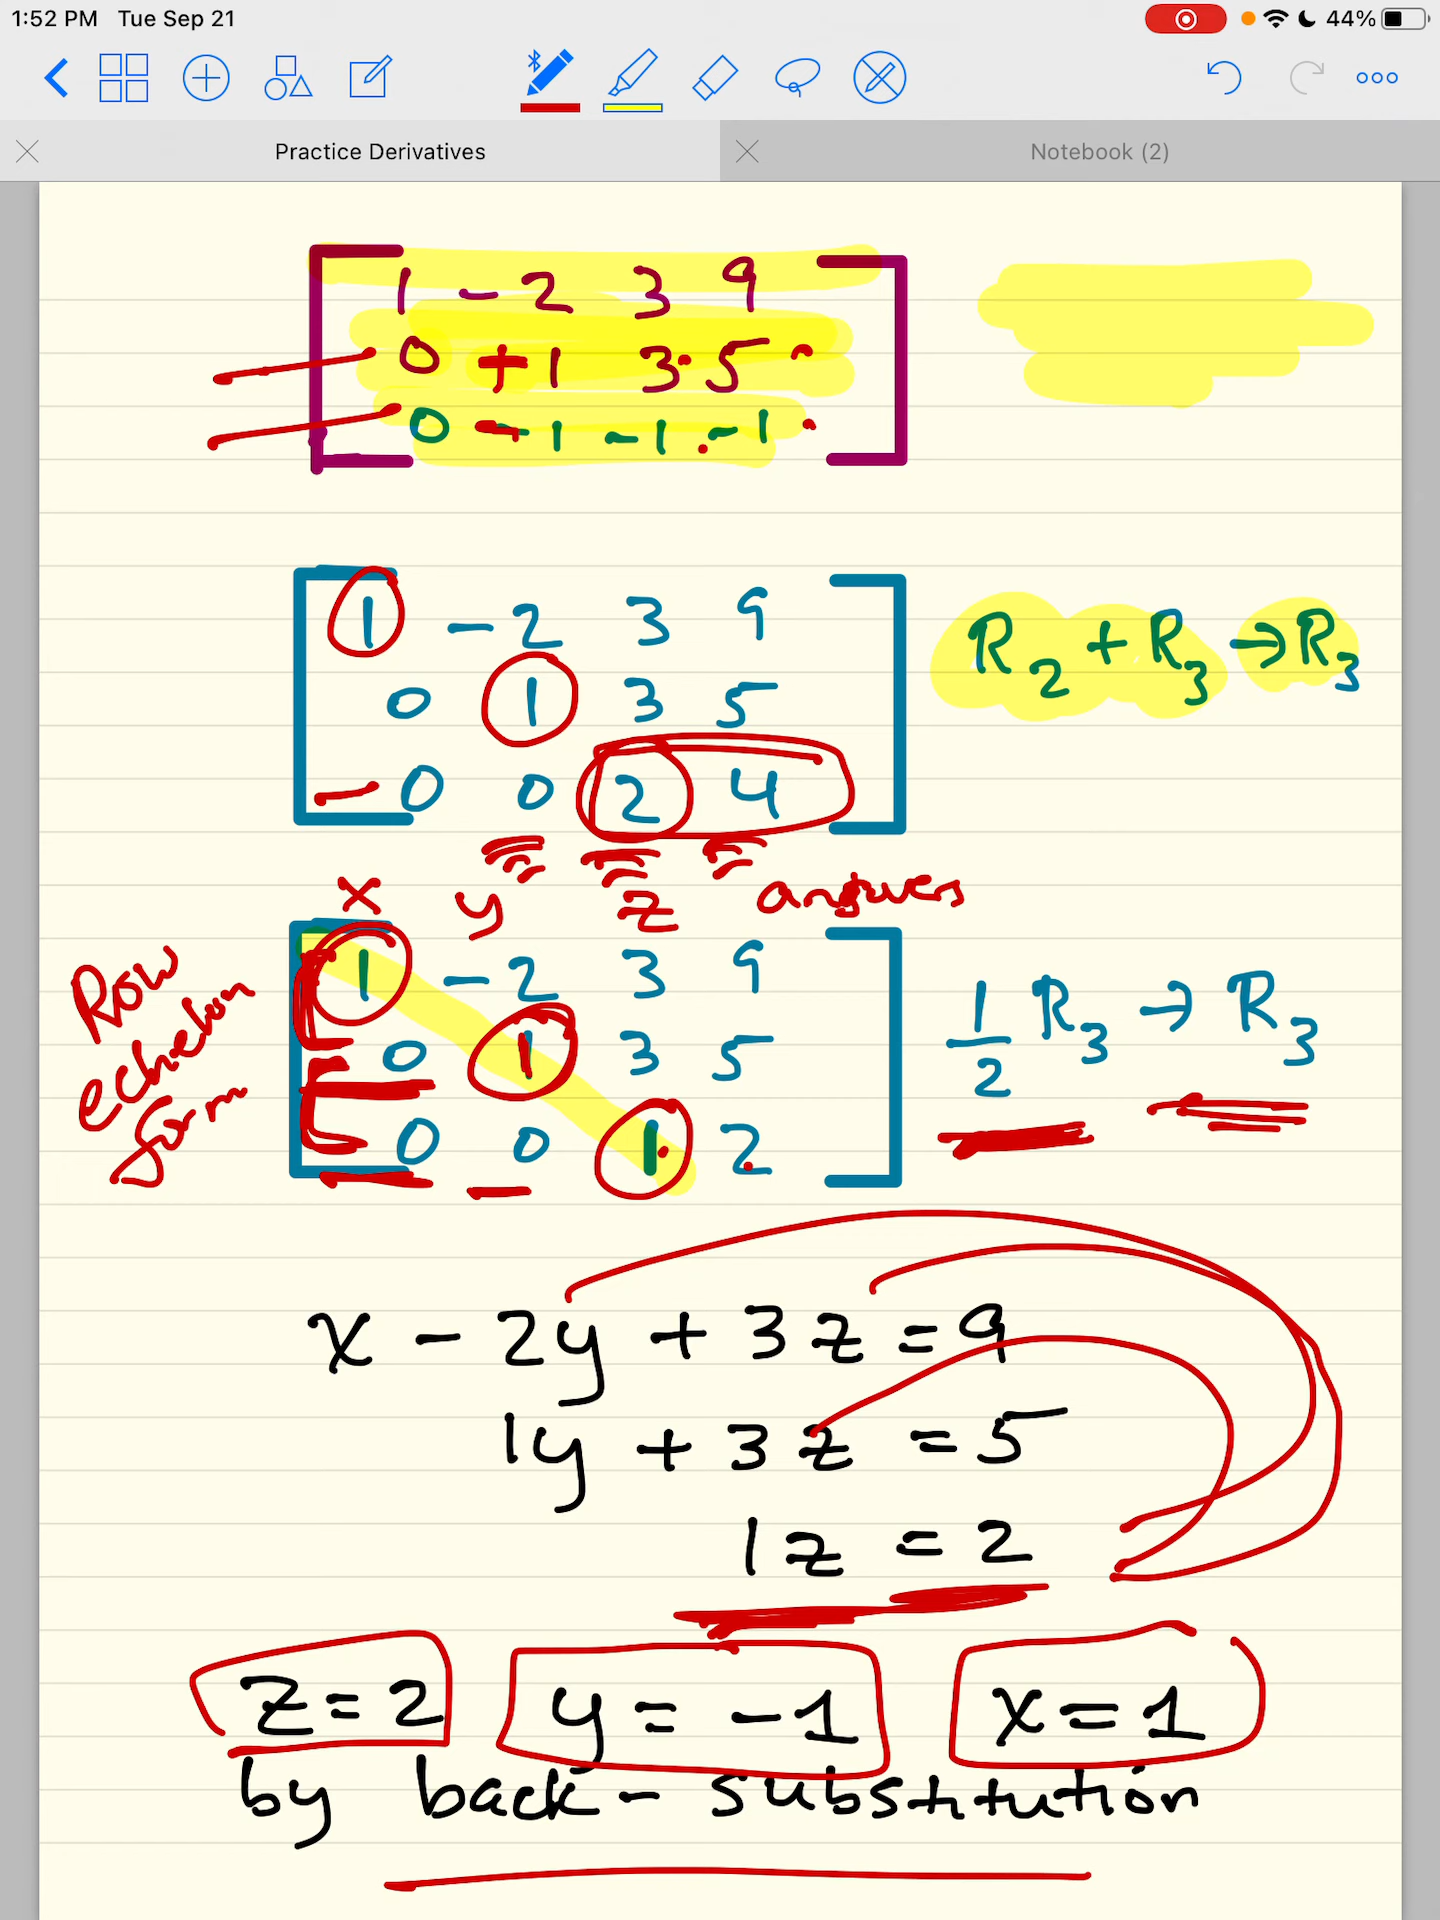 1:52 PM Tue Sep 21 44%
Practice Derivatives Notebook (2)
1 -2 3 9
0 +1 3 5
0 -1 -1 -1
1 -2 3 9
0 1 3 5 R₂ + R₃ → R₃
0 0 2 4
x y z answers
Row echelon form
1 -2 3 9
0 1 3 5 1/2 R₃ → R₃
0 0 1 2
x - 2y + 3z = 9
1y + 3z = 5
1z = 2
z = 2 y = -1 x = 1
by back-substitution